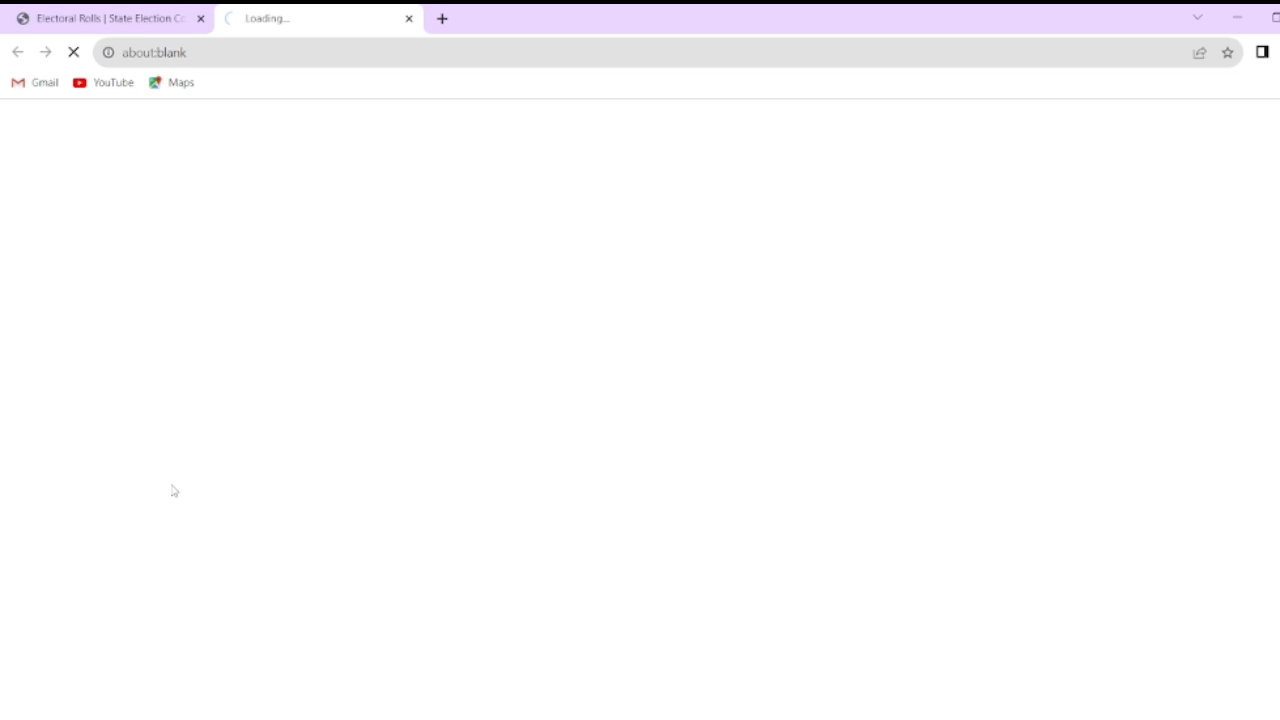 Electoral Rolls | State Election Co
Loading...
about:blank
Gmail
YouTube
Maps